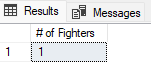 Results Messages
# of Fighters
1 1